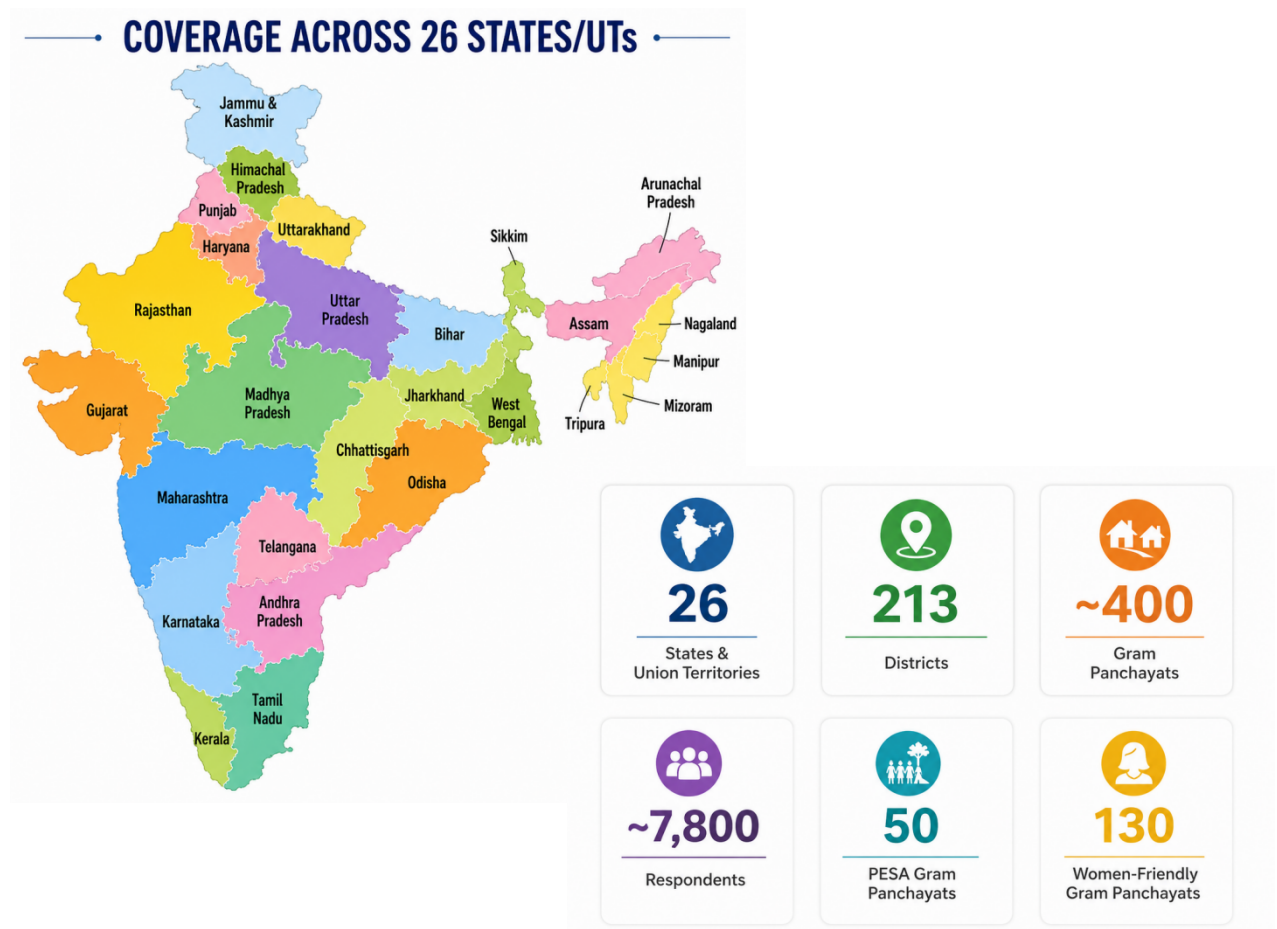 COVERAGE ACROSS 26 STATES/UTs
Jammu &
Kashmir
Himachal
Pradesh
Punjab
Uttarakhand
Haryana
Rajasthan
Uttar
Pradesh
Bihar
Sikkim
Arunachal
Pradesh
Assam
Nagaland
Manipur
Mizoram
Tripura
Gujarat
Madhya
Pradesh
Jharkhand
West
Bengal
Chhattisgarh
Odisha
Maharashtra
Telangana
Karnataka
Andhra
Pradesh
Tamil
Nadu
Kerala
26
States &
Union Territories
213
Districts
~400
Gram
Panchayats
~7,800
Respondents
50
PESA Gram
Panchayats
130
Women-Friendly
Gram Panchayats